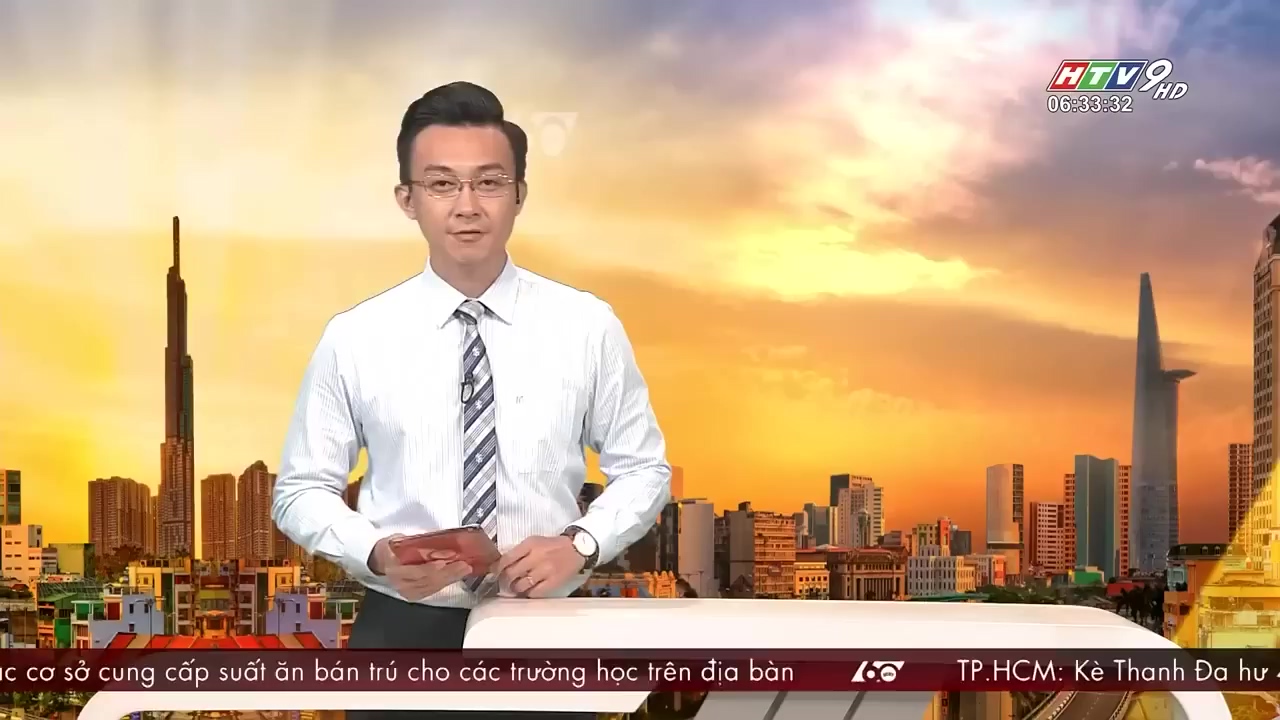 HTV9 HD
06:33:32
cơ sở cung cấp suất ăn bán trú cho các trường học trên địa bàn 60 TP.HCM: Kè Thanh Đa hư